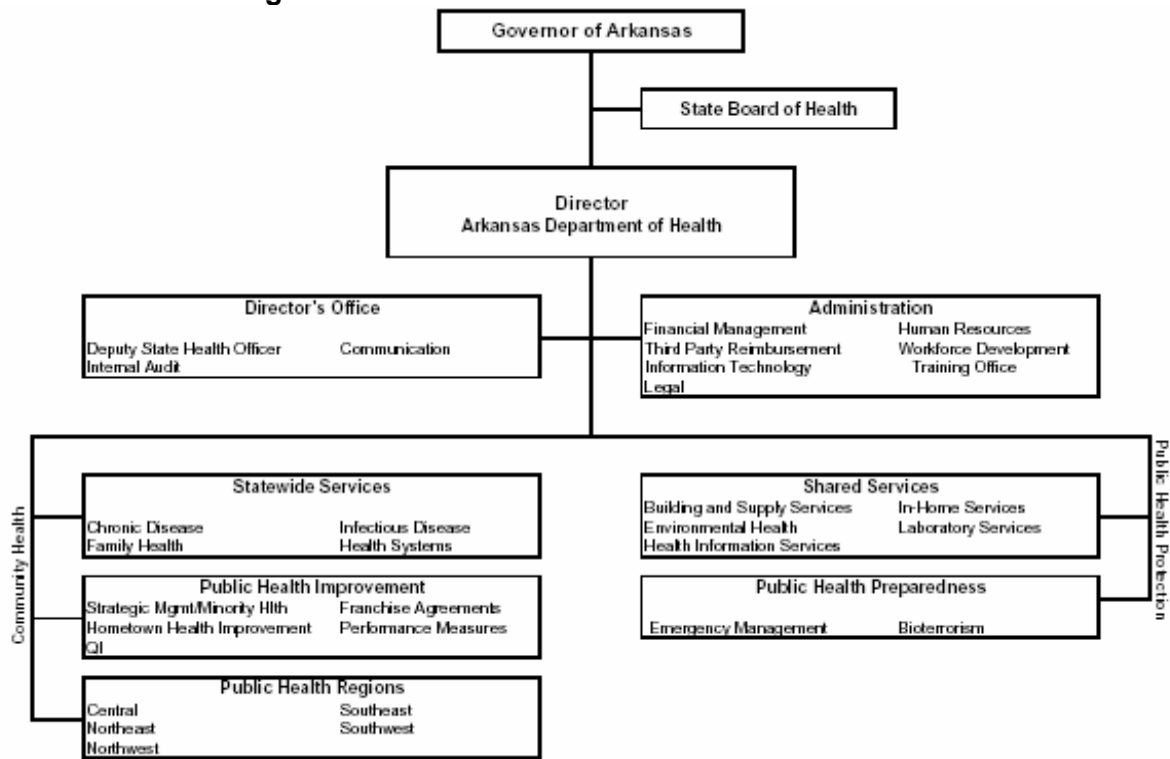 Governor of Arkansas
State Board of Health
Director
Arkansas Department of Health
Director's Office
Deputy State Health Officer Communication
Internal Audit
Administration
Financial Management Human Resources
Third Party Reimbursement Workforce Development
Information Technology Training Office
Legal
Community Health
Statewide Services
Chronic Disease Infectious Disease
Family Health Health Systems
Public Health Improvement
Strategic Mgmt/Minority Hlth Franchise Agreements
Hometown Health Improvement Performance Measures
QI
Public Health Regions
Central Southeast
Northeast Southwest
Northwest
Shared Services
Building and Supply Services In-Home Services
Environmental Health Laboratory Services
Health Information Services
Public Health Preparedness
Emergency Management Bioterrorism
Public Health Protection